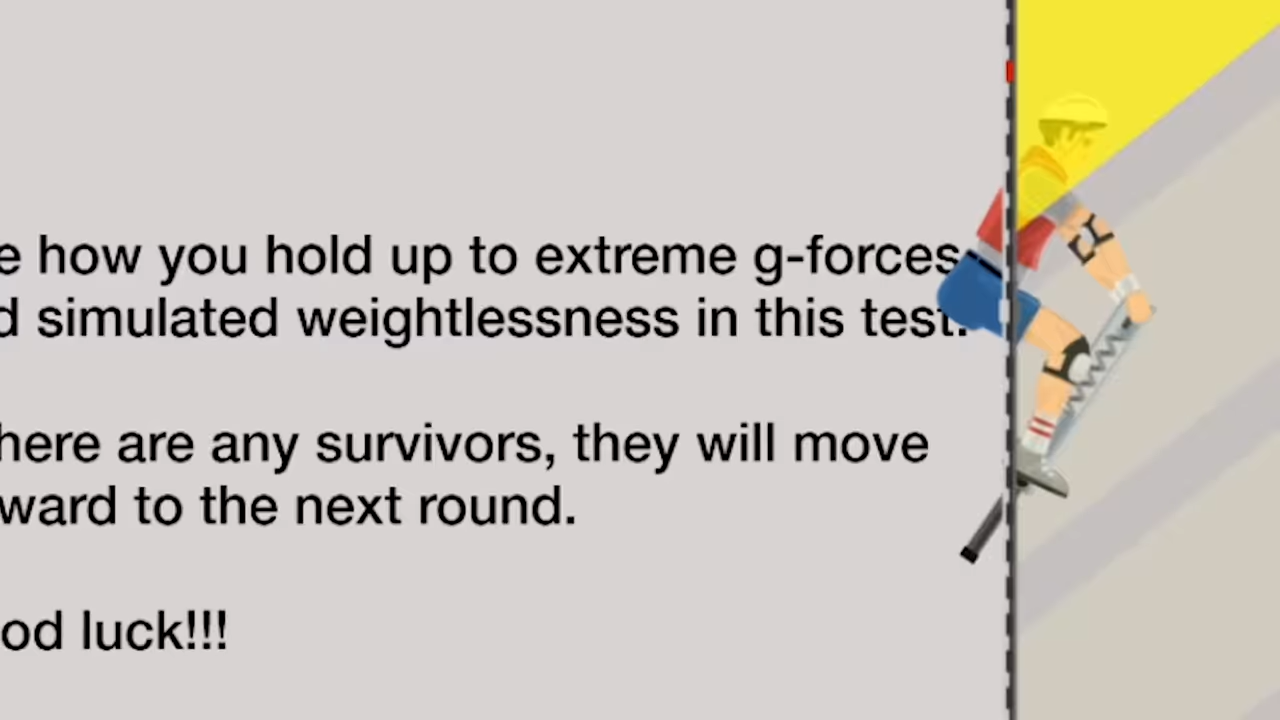 e how you hold up to extreme g-forces
d simulated weightlessness in this test.
here are any survivors, they will move
ward to the next round.
od luck!!!